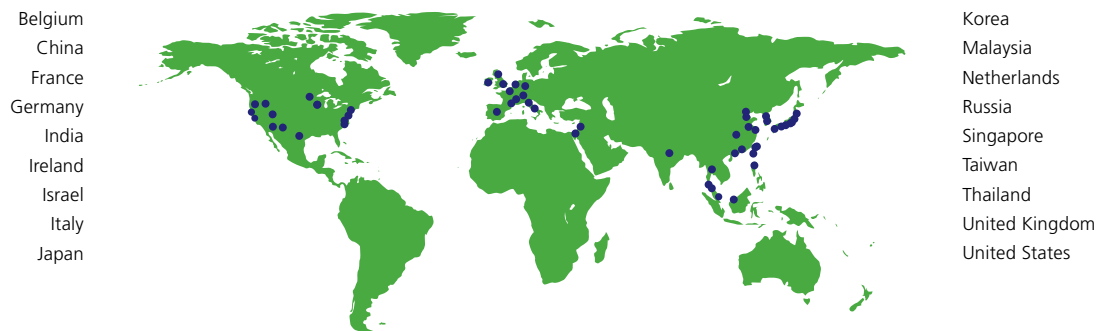 Belgium
China
France
Germany
India
Ireland
Israel
Italy
Japan
Korea
Malaysia
Netherlands
Russia
Singapore
Taiwan
Thailand
United Kingdom
United States